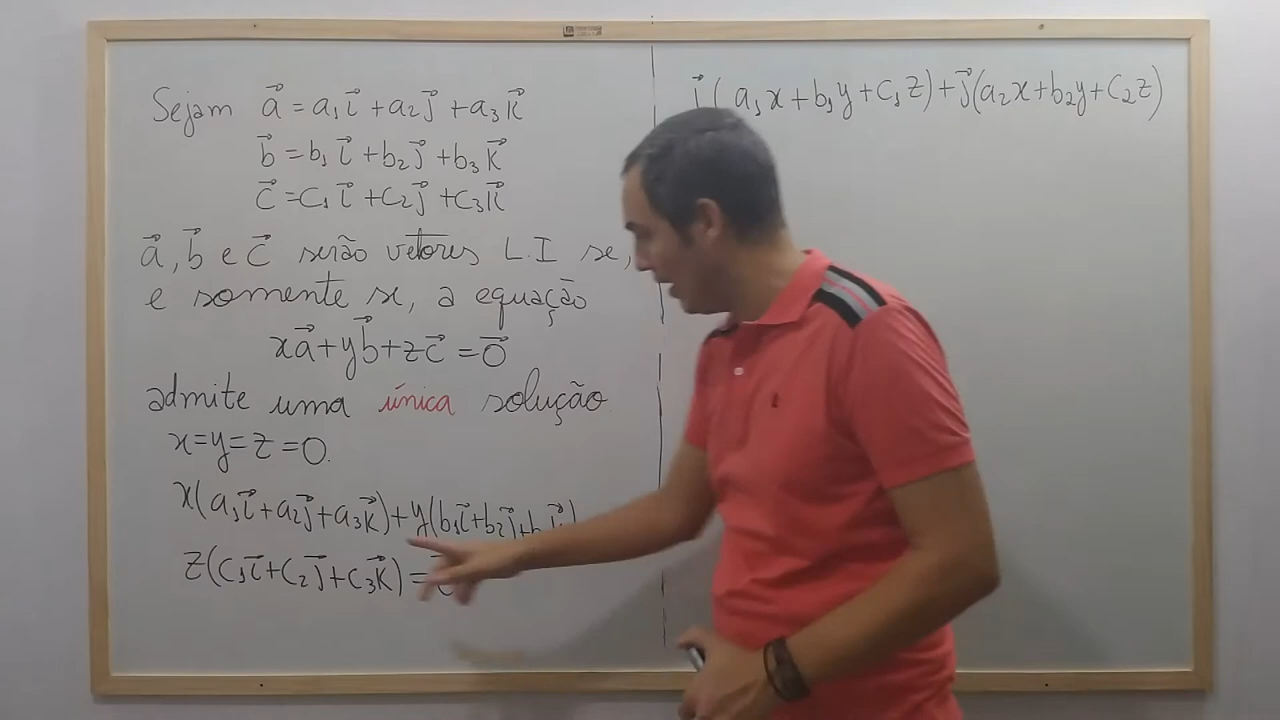 Sejam a⃗ = a₁i⃗ + a₂j⃗ + a₃k⃗
b⃗ = b₁i⃗ + b₂j⃗ + b₃k⃗
c⃗ = c₁i⃗ + c₂j⃗ + c₃k⃗
a⃗, b⃗ e c⃗ serão vetores L.I se,
e somente se, a equação
xa⃗ + yb⃗ + zc⃗ = 0⃗
admite uma única solução
x = y = z = 0.
x(a₁i⃗ + a₂j⃗ + a₃k⃗) + y(b₁i⃗ + b₂j⃗ + b
z(c₁i⃗ + c₂j⃗ + c₃k⃗) =
i⃗(a₁x + b₁y + c₁z) + j⃗(a₂x + b₂y + c₂z)